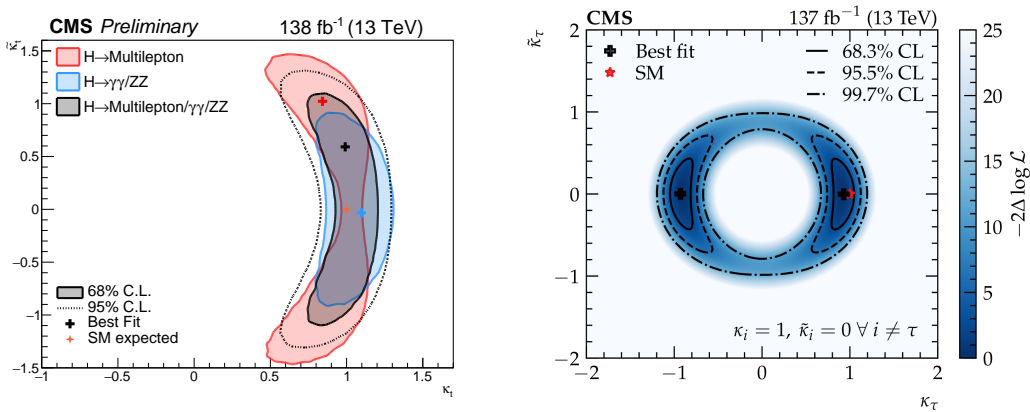 CMS Preliminary 138 fb⁻¹ (13 TeV)
κ̃ₜ
1.5
1
0.5
0
-0.5
-1
-1.5
H→Multilepton
H→γγ/ZZ
H→Multilepton/γγ/ZZ
68% C.L.
95% C.L.
Best Fit
SM expected
-1 -0.5 0 0.5 1 1.5
κₜ
CMS 137 fb⁻¹ (13 TeV)
κ̃_τ
2
1
0
−1
−2
Best fit
SM
68.3% CL
95.5% CL
99.7% CL
κᵢ = 1, κ̃ᵢ = 0 ∀ i ≠ τ
−2 −1 0 1 2
κ_τ
25
20
15
10
5
0
−2Δ log ℒ